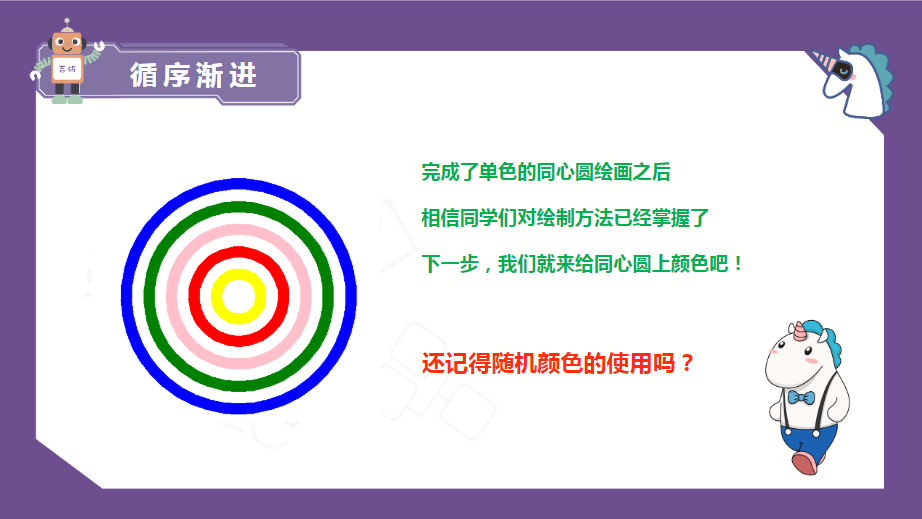 循序渐进
完成了单色的同心圆绘画之后
相信同学们对绘制方法已经掌握了
下一步，我们就来给同心圆上颜色吧！
还记得随机颜色的使用吗？